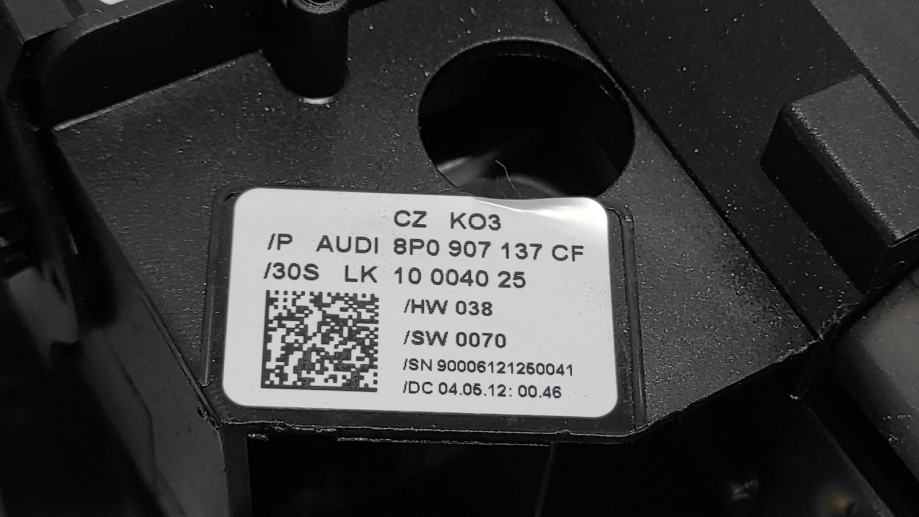 CZ KO3
/P AUDI 8P0 907 137 CF
/30S LK 10 0040 25
/HW 038
/SW 0070
/SN 90006121250041
/DC 04.05.12: 00.46